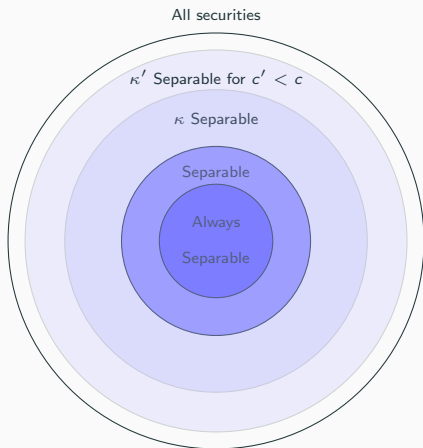 All securities
κ′ Separable for c′ < c
κ Separable
Separable
Always
Separable